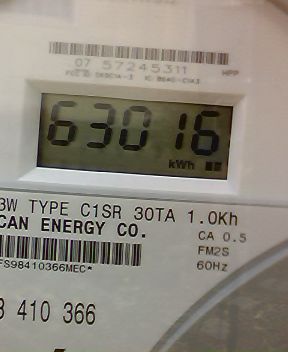 07 57245311
HPP
63016
kWh
3W TYPE C1SR 30TA 1.0Kh
CAN ENERGY CO.
CA 0.5
FM2S
FS98410366MEC*
60Hz
3 410 366